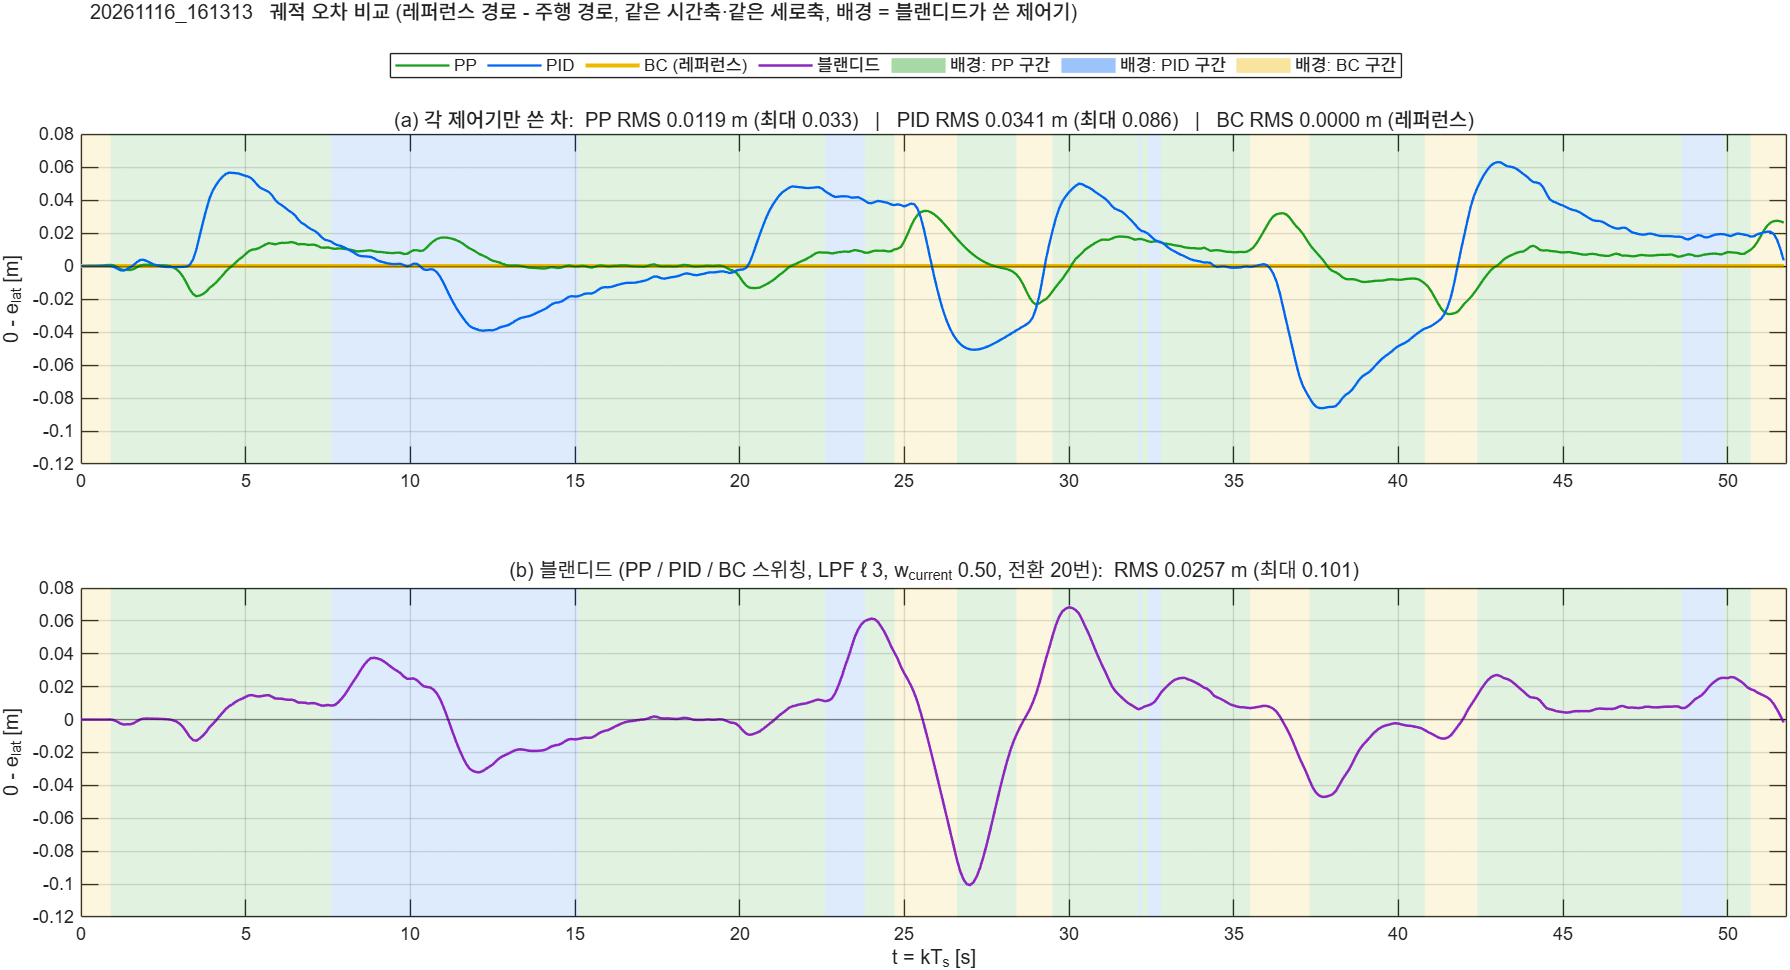 20261116_161313 궤적 오차 비교 (레퍼런스 경로 - 주행 경로, 같은 시간축·같은 세로축, 배경 = 블랜디드가 쓴 제어기)
PP PID BC (레퍼런스) 블랜디드 배경: PP 구간 배경: PID 구간 배경: BC 구간
(a) 각 제어기만 쓴 차: PP RMS 0.0119 m (최대 0.033) | PID RMS 0.0341 m (최대 0.086) | BC RMS 0.0000 m (레퍼런스)
0 - e_lat [m]
0.08
0.06
0.04
0.02
0
-0.02
-0.04
-0.06
-0.08
-0.1
-0.12
0 5 10 15 20 25 30 35 40 45 50
(b) 블랜디드 (PP / PID / BC 스위칭, LPF ℓ 3, w_current 0.50, 전환 20번): RMS 0.0257 m (최대 0.101)
0 - e_lat [m]
0.08
0.06
0.04
0.02
0
-0.02
-0.04
-0.06
-0.08
-0.1
-0.12
0 5 10 15 20 25 30 35 40 45 50
t = kT_s [s]